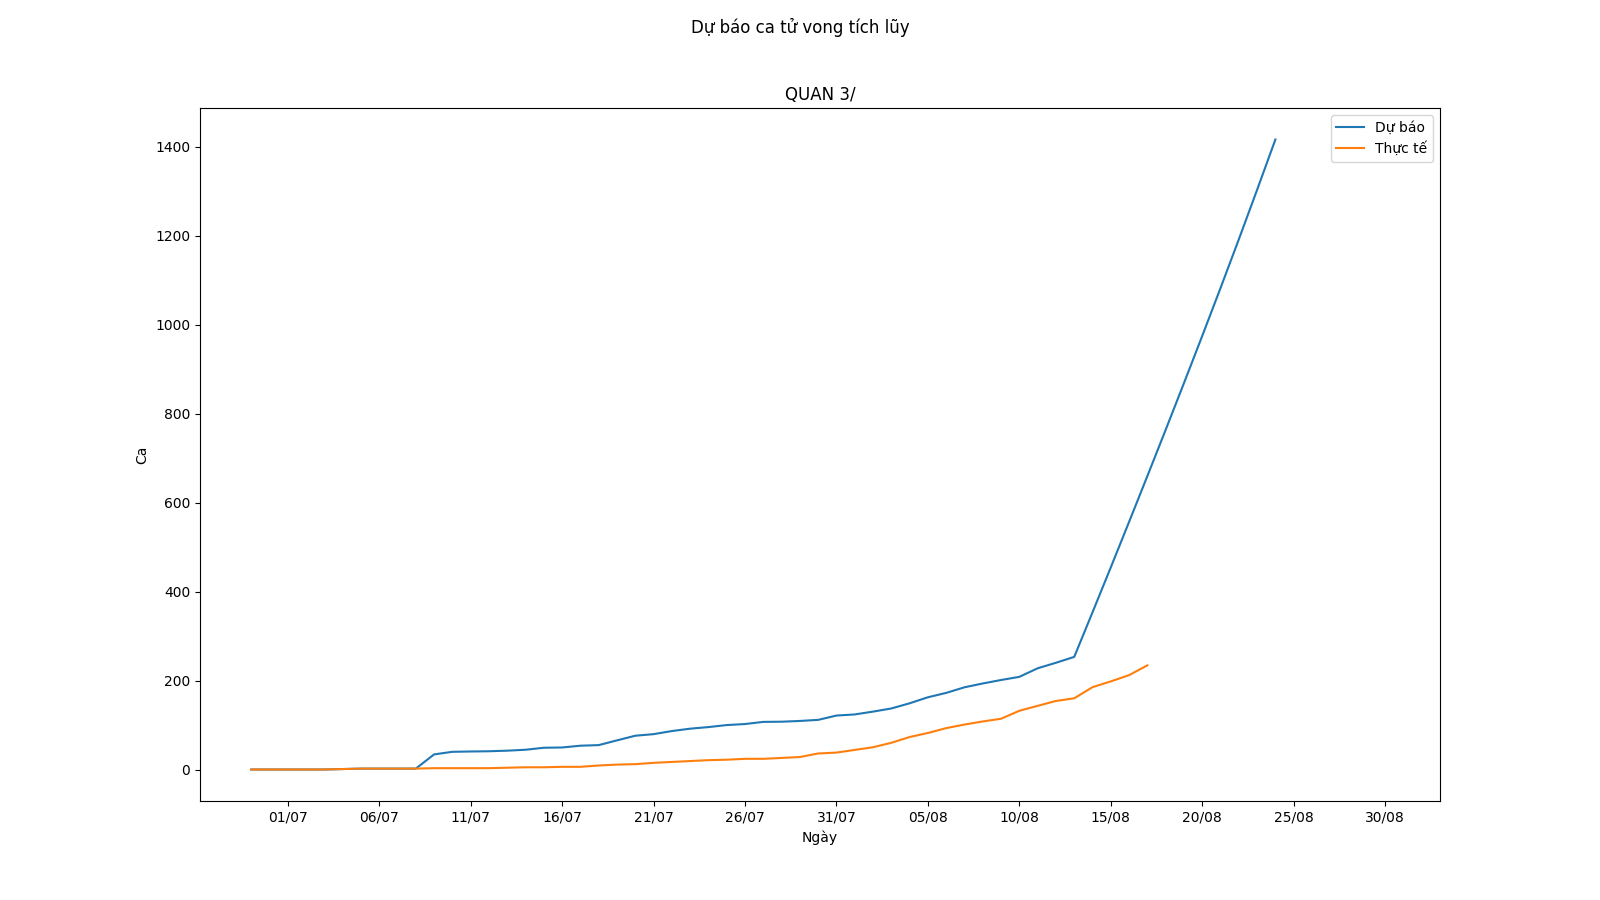 Dự báo ca tử vong tích lũy
QUAN 3/
Dự báo
Thực tế
1400
1200
1000
800
600
400
200
0
Ca
01/07 06/07 11/07 16/07 21/07 26/07 31/07 05/08 10/08 15/08 20/08 25/08 30/08
Ngày